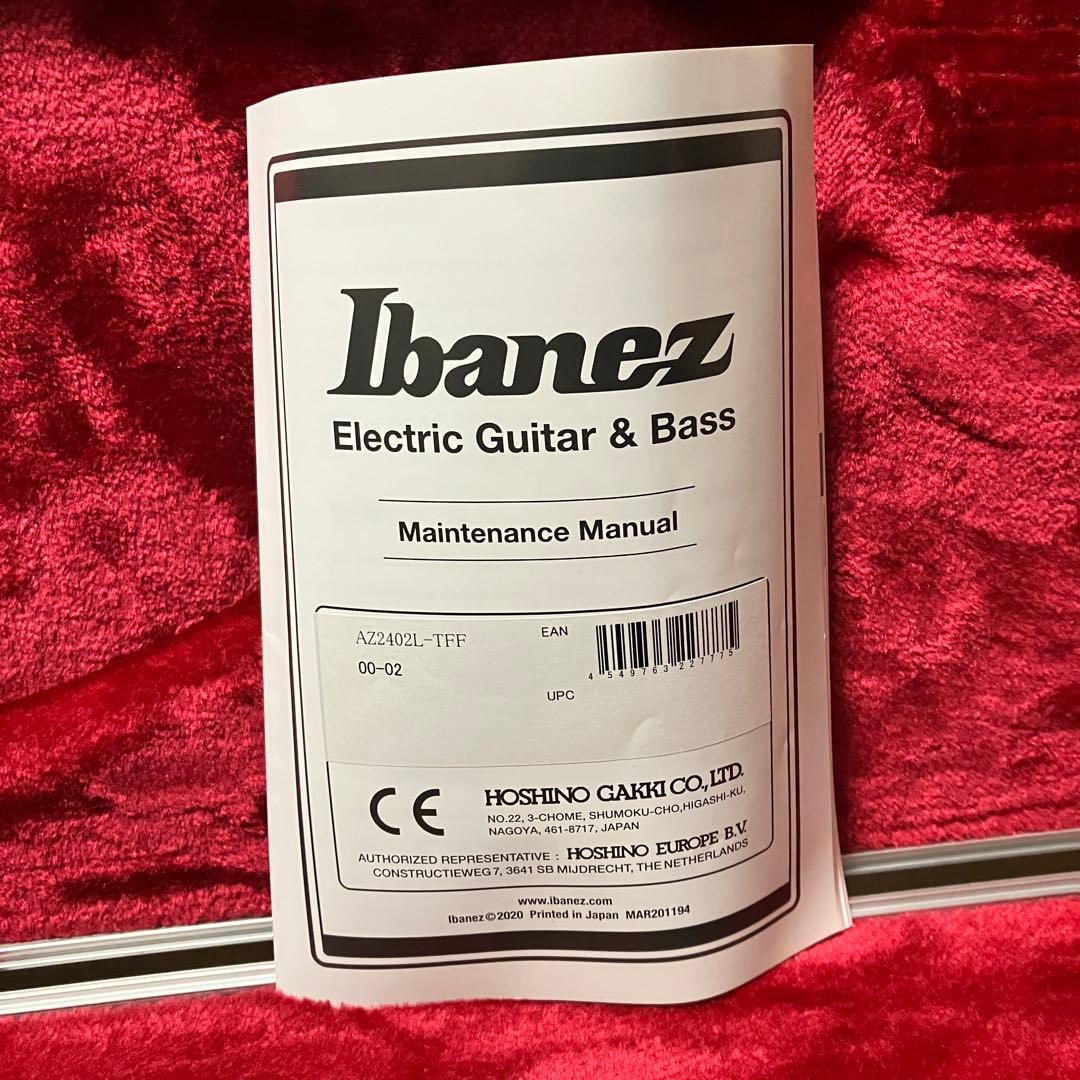 Ibanez
Electric Guitar & Bass
Maintenance Manual
AZ2402L-TFF
EAN
4 549763 227775
00-02
UPC
CE
HOSHINO GAKKI CO., LTD.
NO.22, 3-CHOME, SHUMOKU-CHO,HIGASHI-KU,
NAGOYA, 461-8717, JAPAN
AUTHORIZED REPRESENTATIVE : HOSHINO EUROPE B.V.
CONSTRUCTIEWEG 7, 3641 SB MIJDRECHT, THE NETHERLANDS
www.ibanez.com
Ibanez©2020 Printed in Japan MAR201194